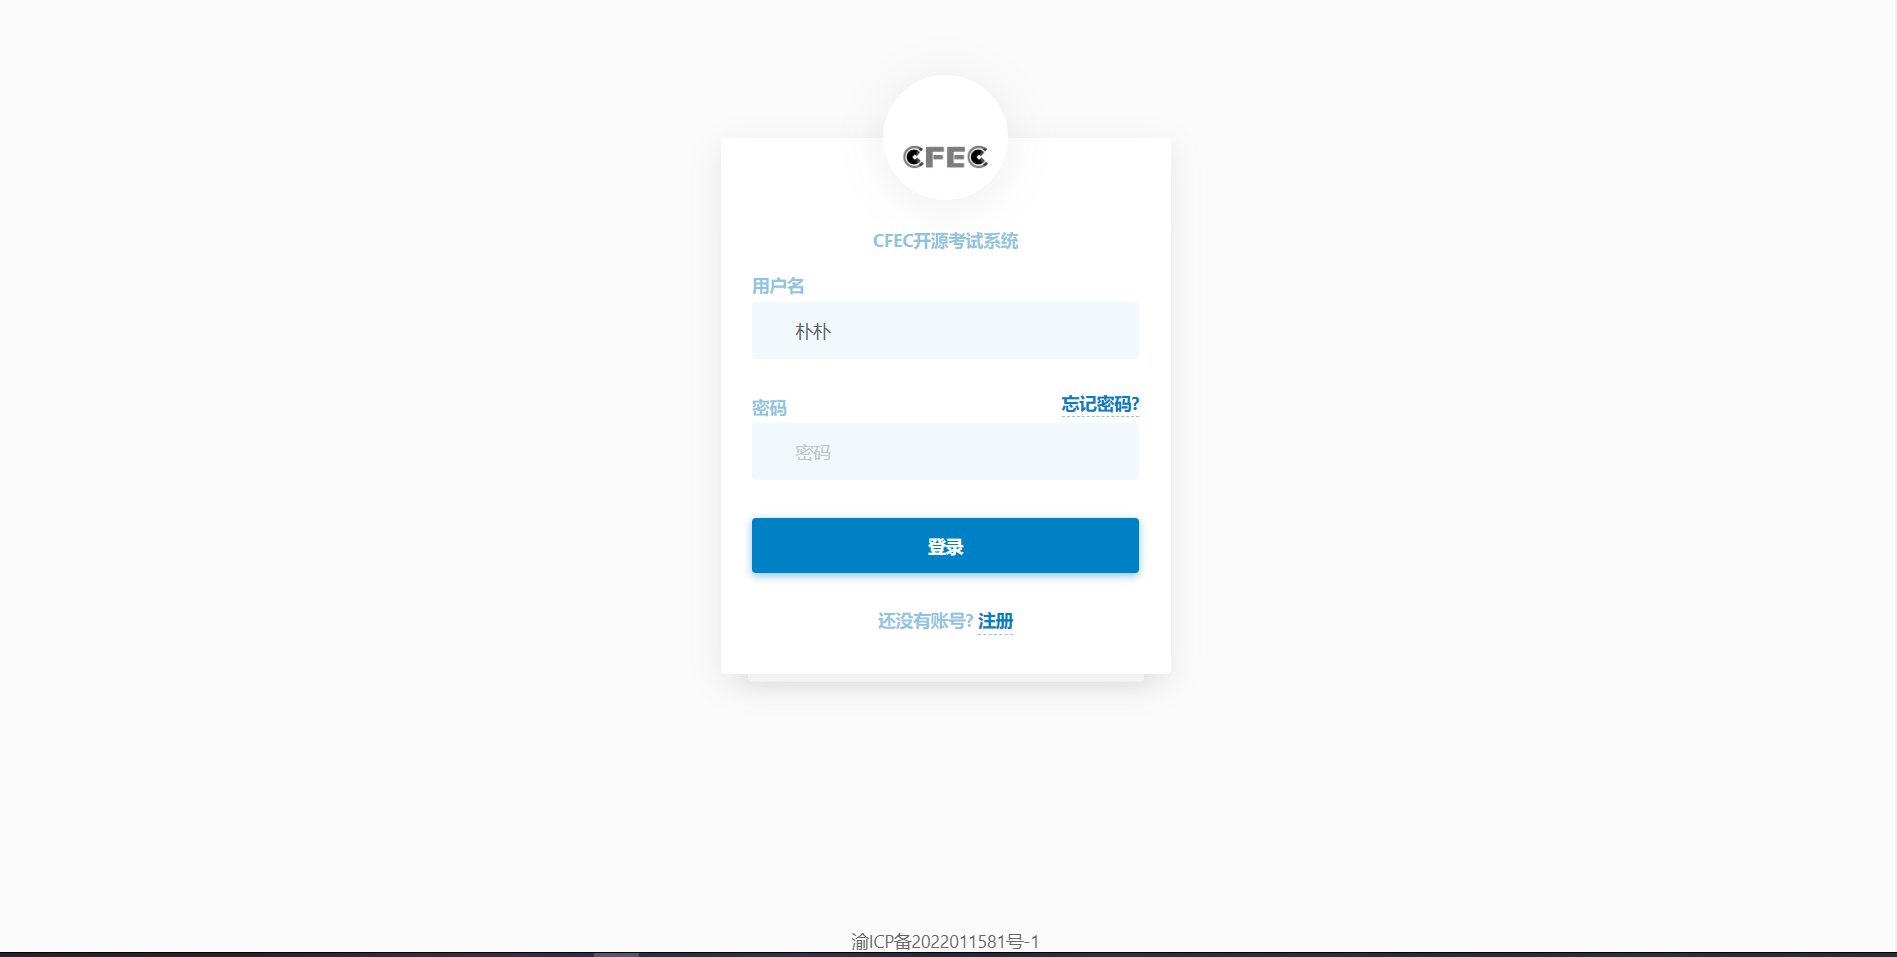 CFEC
CFEC开源考试系统
用户名
朴朴
密码 忘记密码?
密码
登录
还没有账号? 注册
渝ICP备2022011581号-1